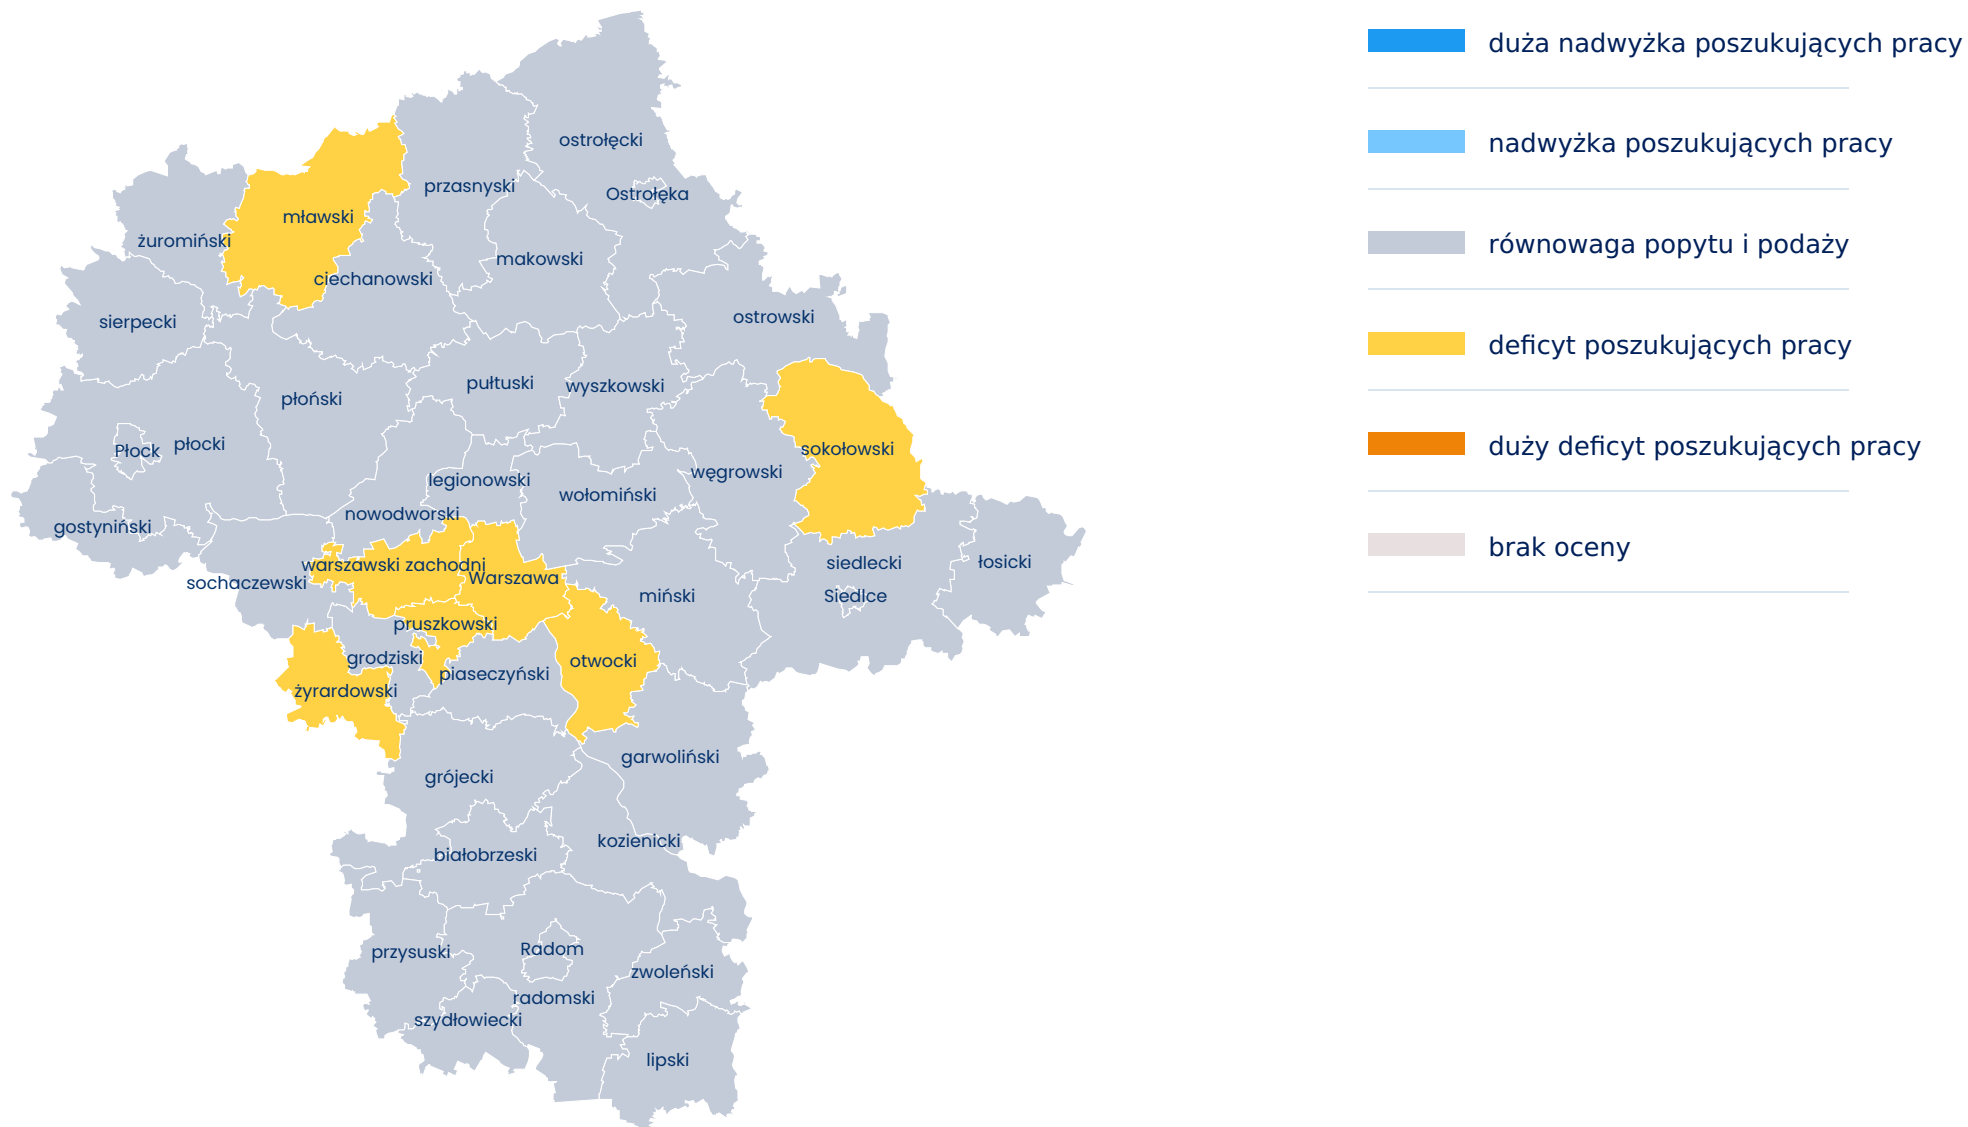 ostrołęcki
przasnyski
Ostrołęka
mławski
żuromiński
makowski
ciechanowski
ostrowski
sierpecki
pułtuski
wyszkowski
płoński
płocki
sokołowski
Płock
węgrowski
legionowski
wołomiński
nowodworski
gostyniński
siedlecki
łosicki
warszawski zachodni
Warszawa
sochaczewski
Siedlce
miński
pruszkowski
grodziski
otwocki
piaseczyński
żyrardowski
garwoliński
grójecki
kozienicki
białobrzeski
Radom
przysuski
zwoleński
radomski
szydłowiecki
lipski
duża nadwyżka poszukujących pracy
nadwyżka poszukujących pracy
równowaga popytu i podaży
deficyt poszukujących pracy
duży deficyt poszukujących pracy
brak oceny